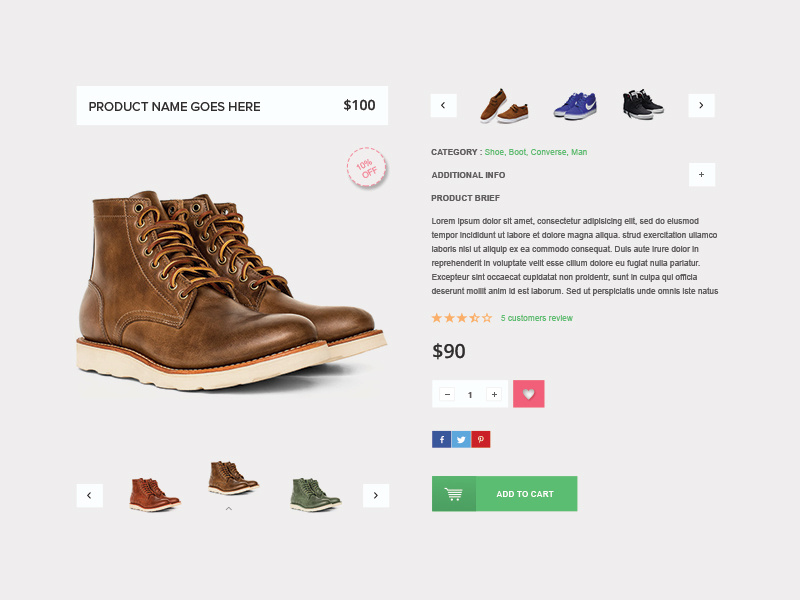 PRODUCT NAME GOES HERE
$100
10%
OFF
CATEGORY : Shoe, Boot, Converse, Man
ADDITIONAL INFO
+
PRODUCT BRIEF
Lorem ipsum dolor sit amet, consectetur adipisicing elit, sed do eiusmod
tempor incididunt ut labore et dolore magna aliqua. strud exercitation ullamco
laboris nisi ut aliquip ex ea commodo consequat. Duis aute irure dolor in
reprehenderit in voluptate velit esse cillum dolore eu fugiat nulla pariatur.
Excepteur sint occaecat cupidatat non proidentr, sunt in culpa qui officia
deserunt mollit anim id est laborum. Sed ut perspiciatis unde omnis iste natus
5 customers review
$90
− 1 +
ADD TO CART